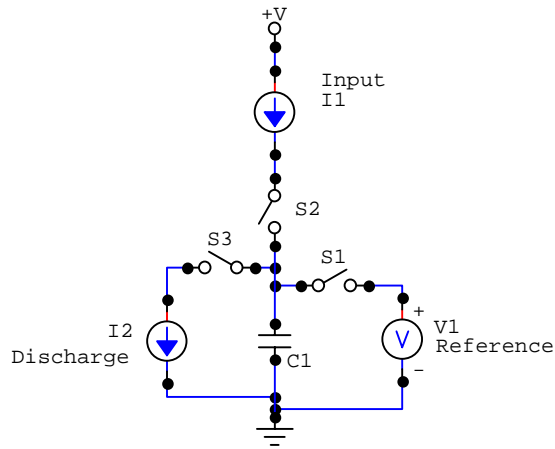 +V
Input
I1
S2
S3
S1
I2
Discharge
C1
+
V
V1
Reference
-